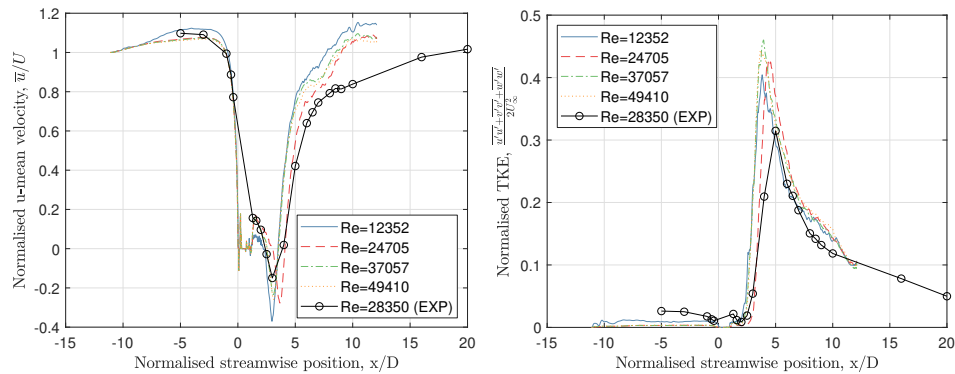 Normalised u-mean velocity, u̅/U
1.2
1
0.8
0.6
0.4
0.2
0
-0.2
-0.4
-15
-10
-5
0
5
10
15
20
Normalised streamwise position, x/D
Re=12352
Re=24705
Re=37057
Re=49410
Re=28350 (EXP)
Normalised TKE, (u′u′+v′v′+w′w′)/2U²∞
0.5
0.4
0.3
0.2
0.1
0
-15
-10
-5
0
5
10
15
20
Normalised streamwise position, x/D
Re=12352
Re=24705
Re=37057
Re=49410
Re=28350 (EXP)